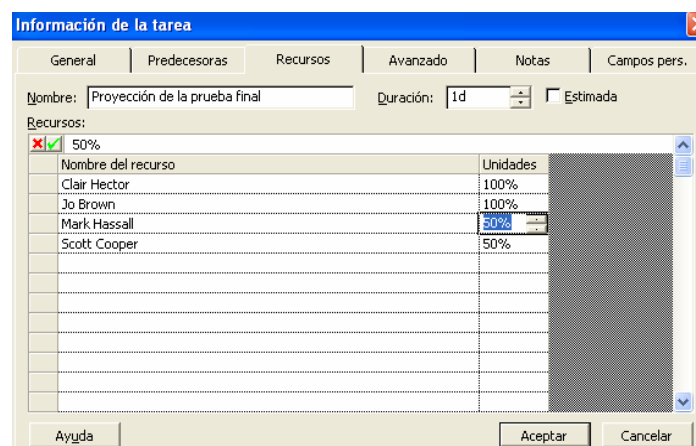 Información de la tarea
General Predecesoras Recursos Avanzado Notas Campos pers.
Nombre: Proyección de la prueba final Duración: 1d Estimada
Recursos:
50%
Nombre del recurso Unidades
Clair Hector 100%
Jo Brown 100%
Mark Hassall 50%
Scott Cooper 50%
Ayuda Aceptar Cancelar